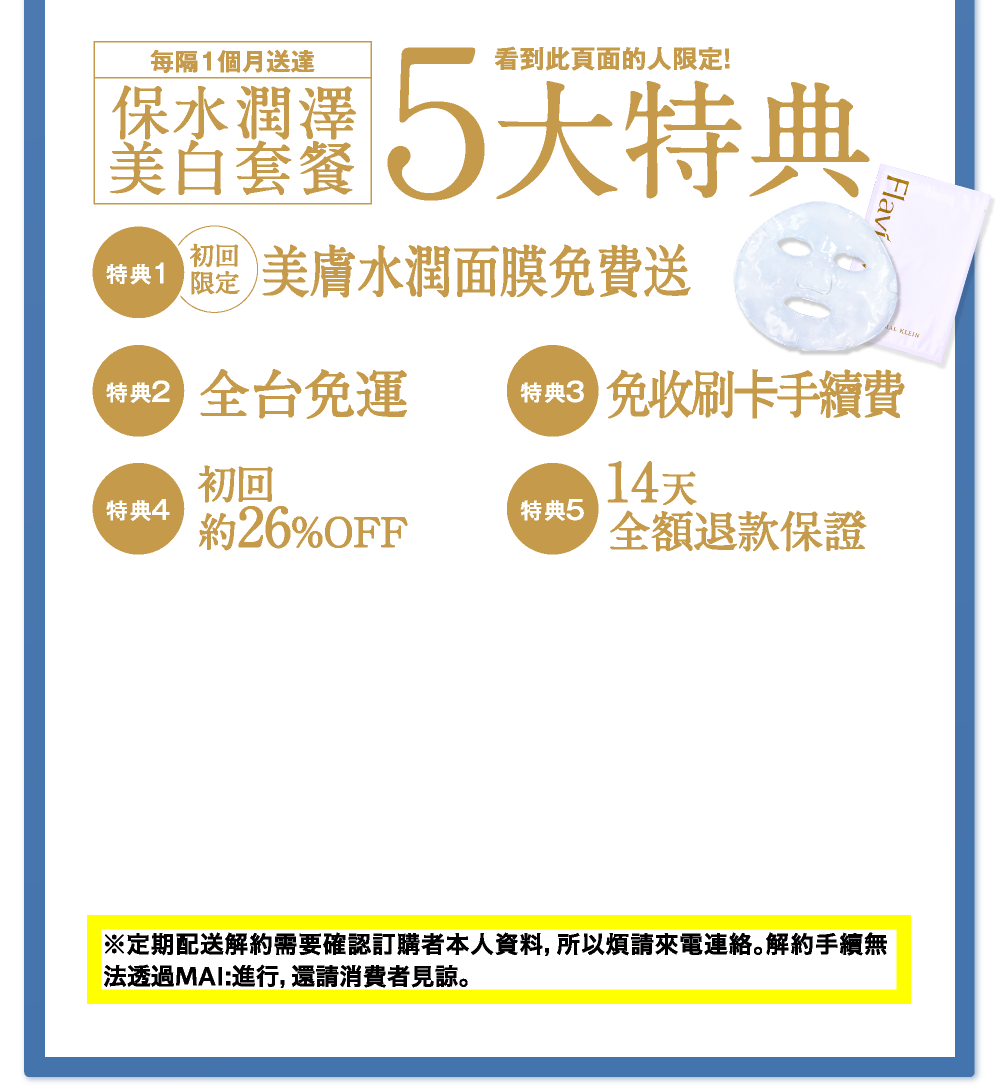 每隔1個月送達
保水潤澤
美白套餐
看到此頁面的人限定!
5大特典
特典1
初回
限定
美膚水潤面膜免費送
Flavi
AL KLEIN
特典2
全台免運
特典3
免收刷卡手續費
特典4
初回
約26%OFF
特典5
14天
全額退款保證
※定期配送解約需要確認訂購者本人資料,所以煩請來電連絡。解約手續無
法透過MAI:進行,還請消費者見諒。